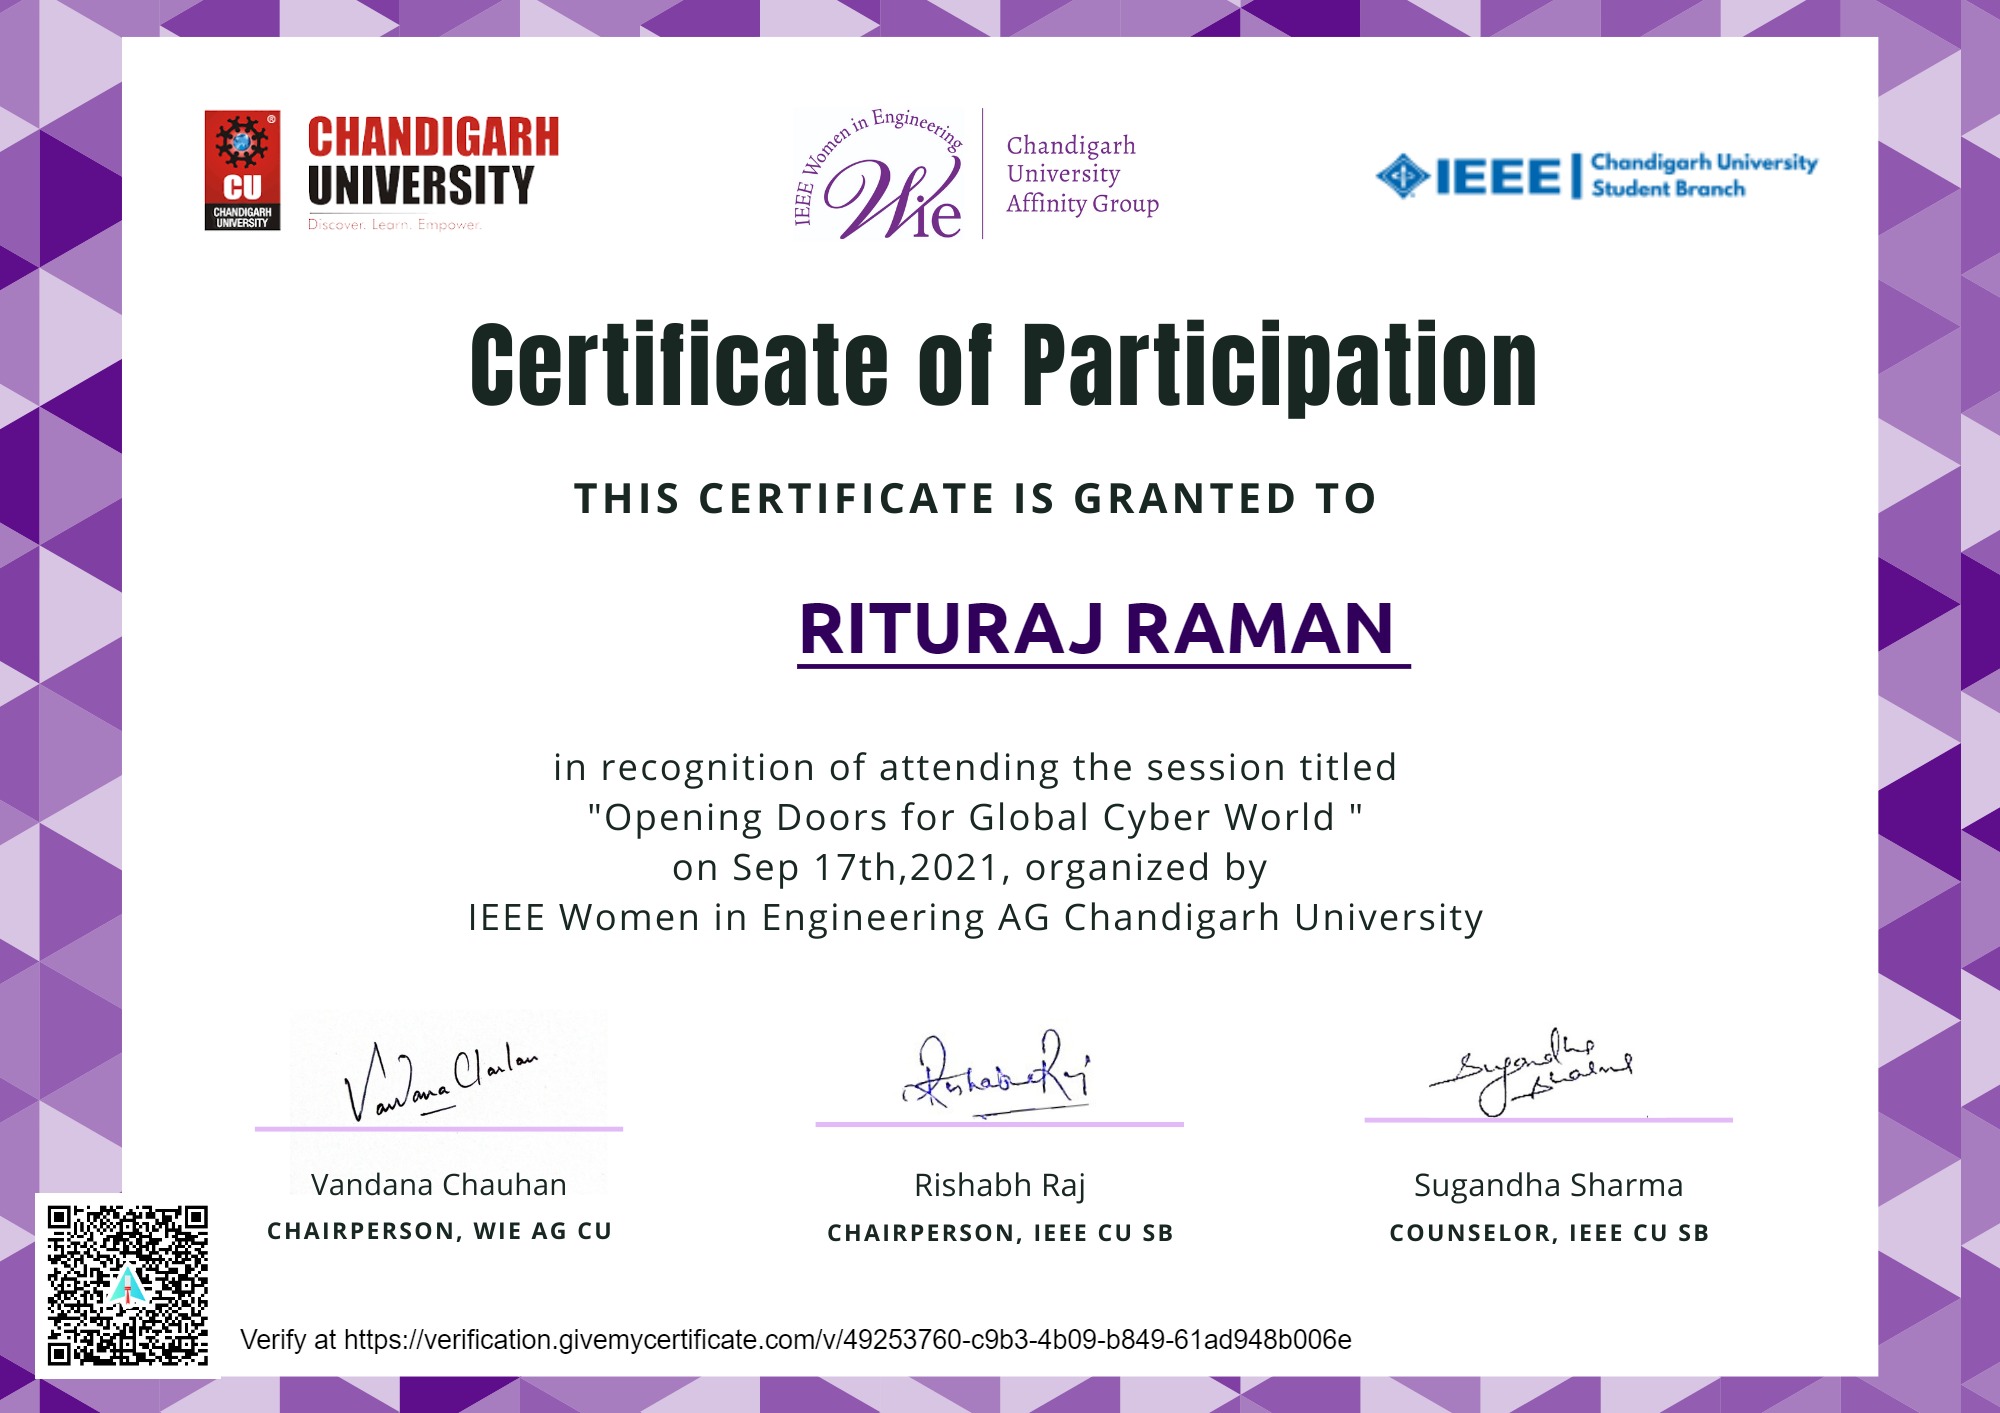 CU
CHANDIGARH
UNIVERSITY
®
CHANDIGARH
UNIVERSITY
Discover. Learn. Empower.
IEEE Women in Engineering
Wie
Chandigarh
University
Affinity Group
IEEE
Chandigarh University
Student Branch
Certificate of Participation
THIS CERTIFICATE IS GRANTED TO
RITURAJ RAMAN
in recognition of attending the session titled
"Opening Doors for Global Cyber World "
on Sep 17th,2021, organized by
IEEE Women in Engineering AG Chandigarh University
Vandana Chauhan
Rishabh Raj
Sugandha Sharma
Vandana Chauhan
Rishabh Raj
Sugandha Sharma
CHAIRPERSON, WIE AG CU
CHAIRPERSON, IEEE CU SB
COUNSELOR, IEEE CU SB
Verify at https://verification.givemycertificate.com/v/49253760-c9b3-4b09-b849-61ad948b006e